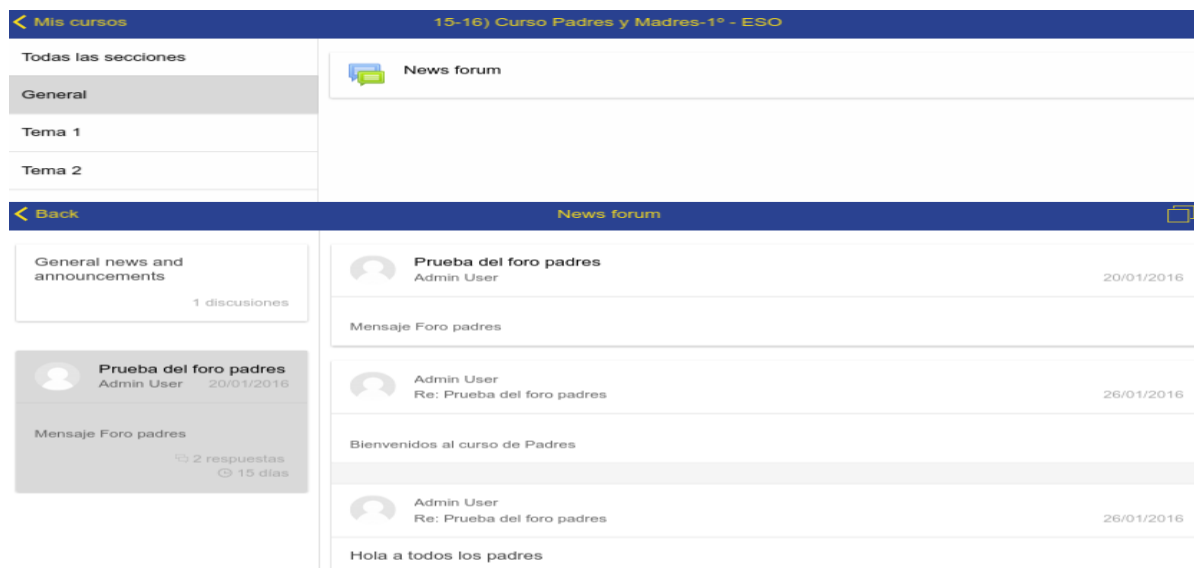 Mis cursos
15-16) Curso Padres y Madres-1º - ESO
Todas las secciones
General
Tema 1
Tema 2
News forum
Back
News forum
General news and
announcements
1 discusiones
Prueba del foro padres
Admin User 20/01/2016
Mensaje Foro padres
2 respuestas
15 días
Prueba del foro padres
Admin User
20/01/2016
Mensaje Foro padres
Admin User
Re: Prueba del foro padres
26/01/2016
Bienvenidos al curso de Padres
Admin User
Re: Prueba del foro padres
26/01/2016
Hola a todos los padres